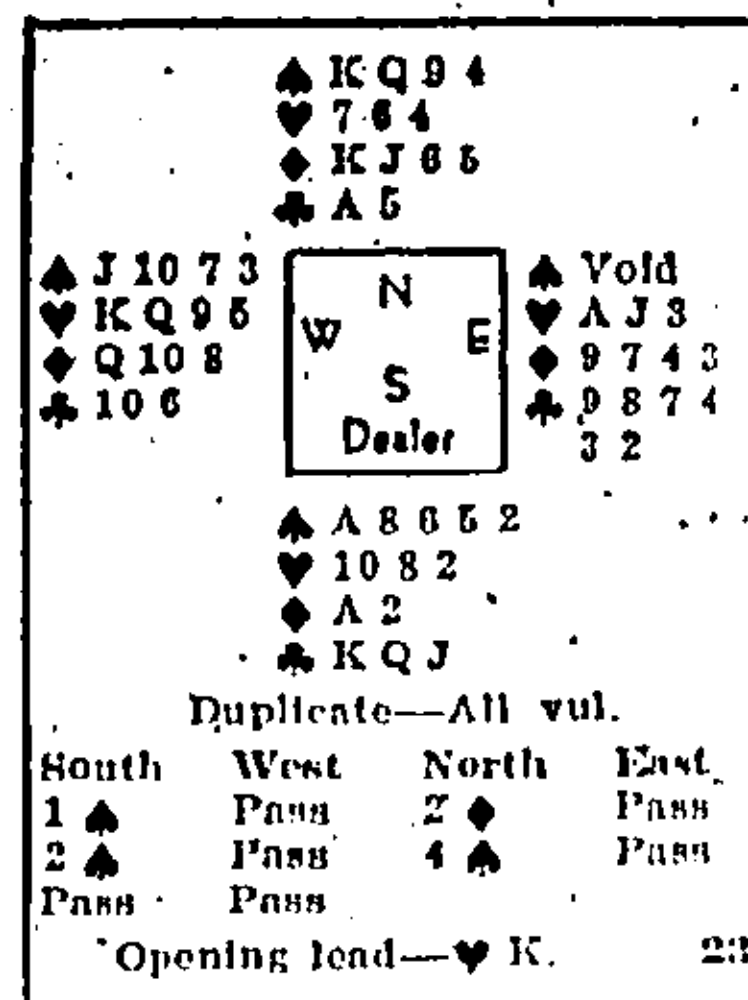 ♠ K Q 9 4
♥ 7 6 4
♦ K J 6 5
♣ A 5
♠ J 10 7 3
♥ K Q 9 5
♦ Q 10 8
♣ 10 6
N
W E
S
Dealer
♠ Void
♥ A J 3
♦ 9 7 4 3
♣ 9 8 7 4
3 2
♠ A 8 6 5 2
♥ 10 8 2
♦ A 2
♣ K Q J
Duplicate—All vul.
South West North East
1 ♠ Pass 2 ♦ Pass
2 ♠ Pass 4 ♠ Pass
Pass Pass
Opening lead—♥ K.